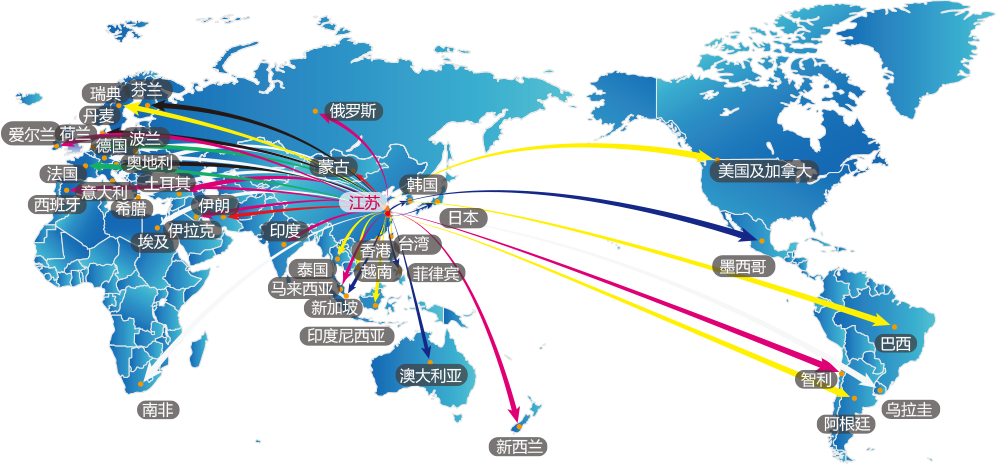 瑞典
芬兰
俄罗斯
丹麦
爱尔兰
荷兰
德国
波兰
奥地利
蒙古
美国及加拿大
法国
意大利
土耳其
韩国
西班牙
希腊
伊朗
江苏
日本
埃及
伊拉克
印度
香港
台湾
泰国
越南
菲律宾
墨西哥
马来西亚
新加坡
印度尼西亚
巴西
澳大利亚
智利
南非
乌拉圭
阿根廷
新西兰